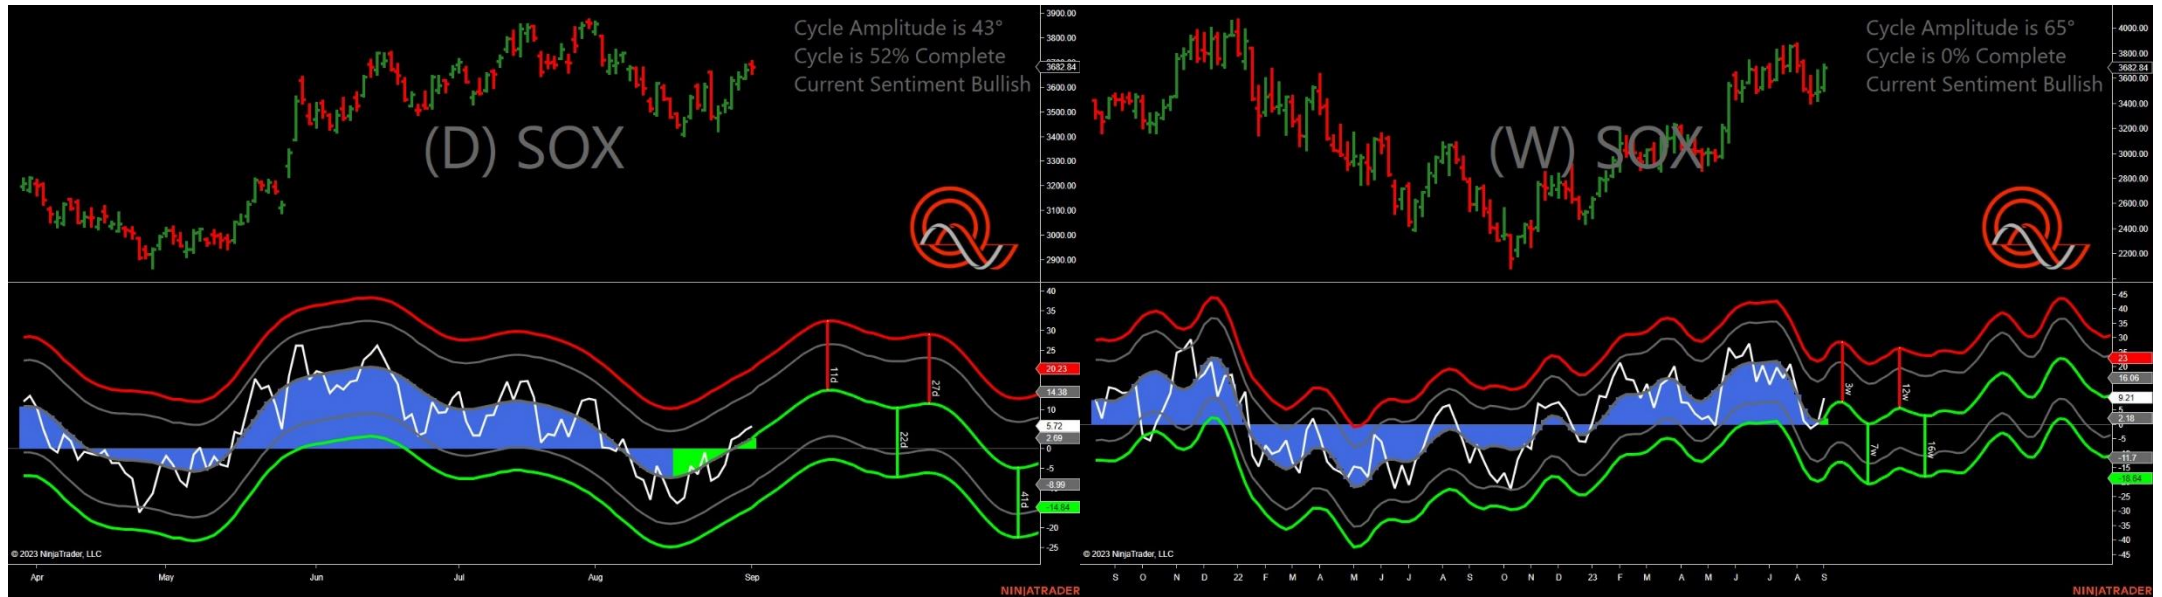 Cycle Amplitude is 43°
Cycle is 52% Complete
Current Sentiment Bullish
(D) SOX
3900.00
3800.00
3682.84
3600.00
3500.00
3400.00
3300.00
3200.00
3100.00
3000.00
2900.00
40
35
30
25
20.23
14.38
10
5.72
2.69
0
-5
-8.99
-14.84
-20
-25
11d
27d
22d
41d
© 2023 NinjaTrader, LLC
Apr May Jun Jul Aug Sep
NINJATRADER
Cycle Amplitude is 65°
Cycle is 0% Complete
Current Sentiment Bullish
(W) SOX
4000.00
3800.00
3682.84
3600.00
3400.00
3200.00
3000.00
2800.00
2600.00
2400.00
2200.00
45
40
35
30
23
20
16.06
9.21
5
2.18
0
-5
-11.7
-15
-20
-25
-30
-35
-40
-45
3w
12w
7w
16w
© 2023 NinjaTrader, LLC
S O N D 22 F M A M J J A S O N D 23 F M A M J J A S
NINJATRADER